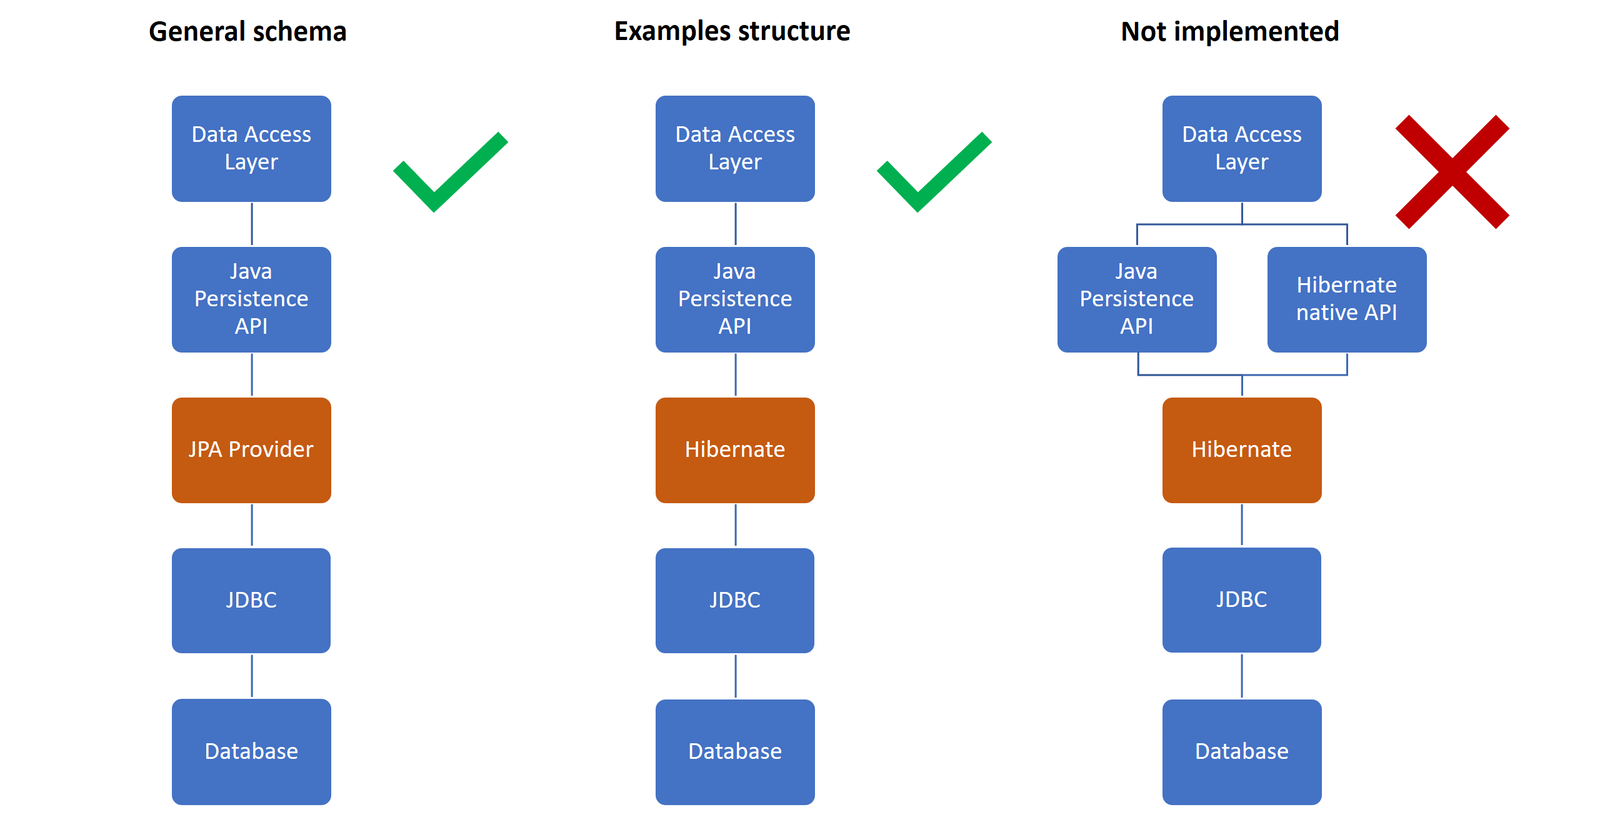 General schema
Data Access
Layer
Java
Persistence
API
JPA Provider
JDBC
Database
Examples structure
Data Access
Layer
Java
Persistence
API
Hibernate
JDBC
Database
Not implemented
Data Access
Layer
Java
Persistence
API
Hibernate
native API
Hibernate
JDBC
Database